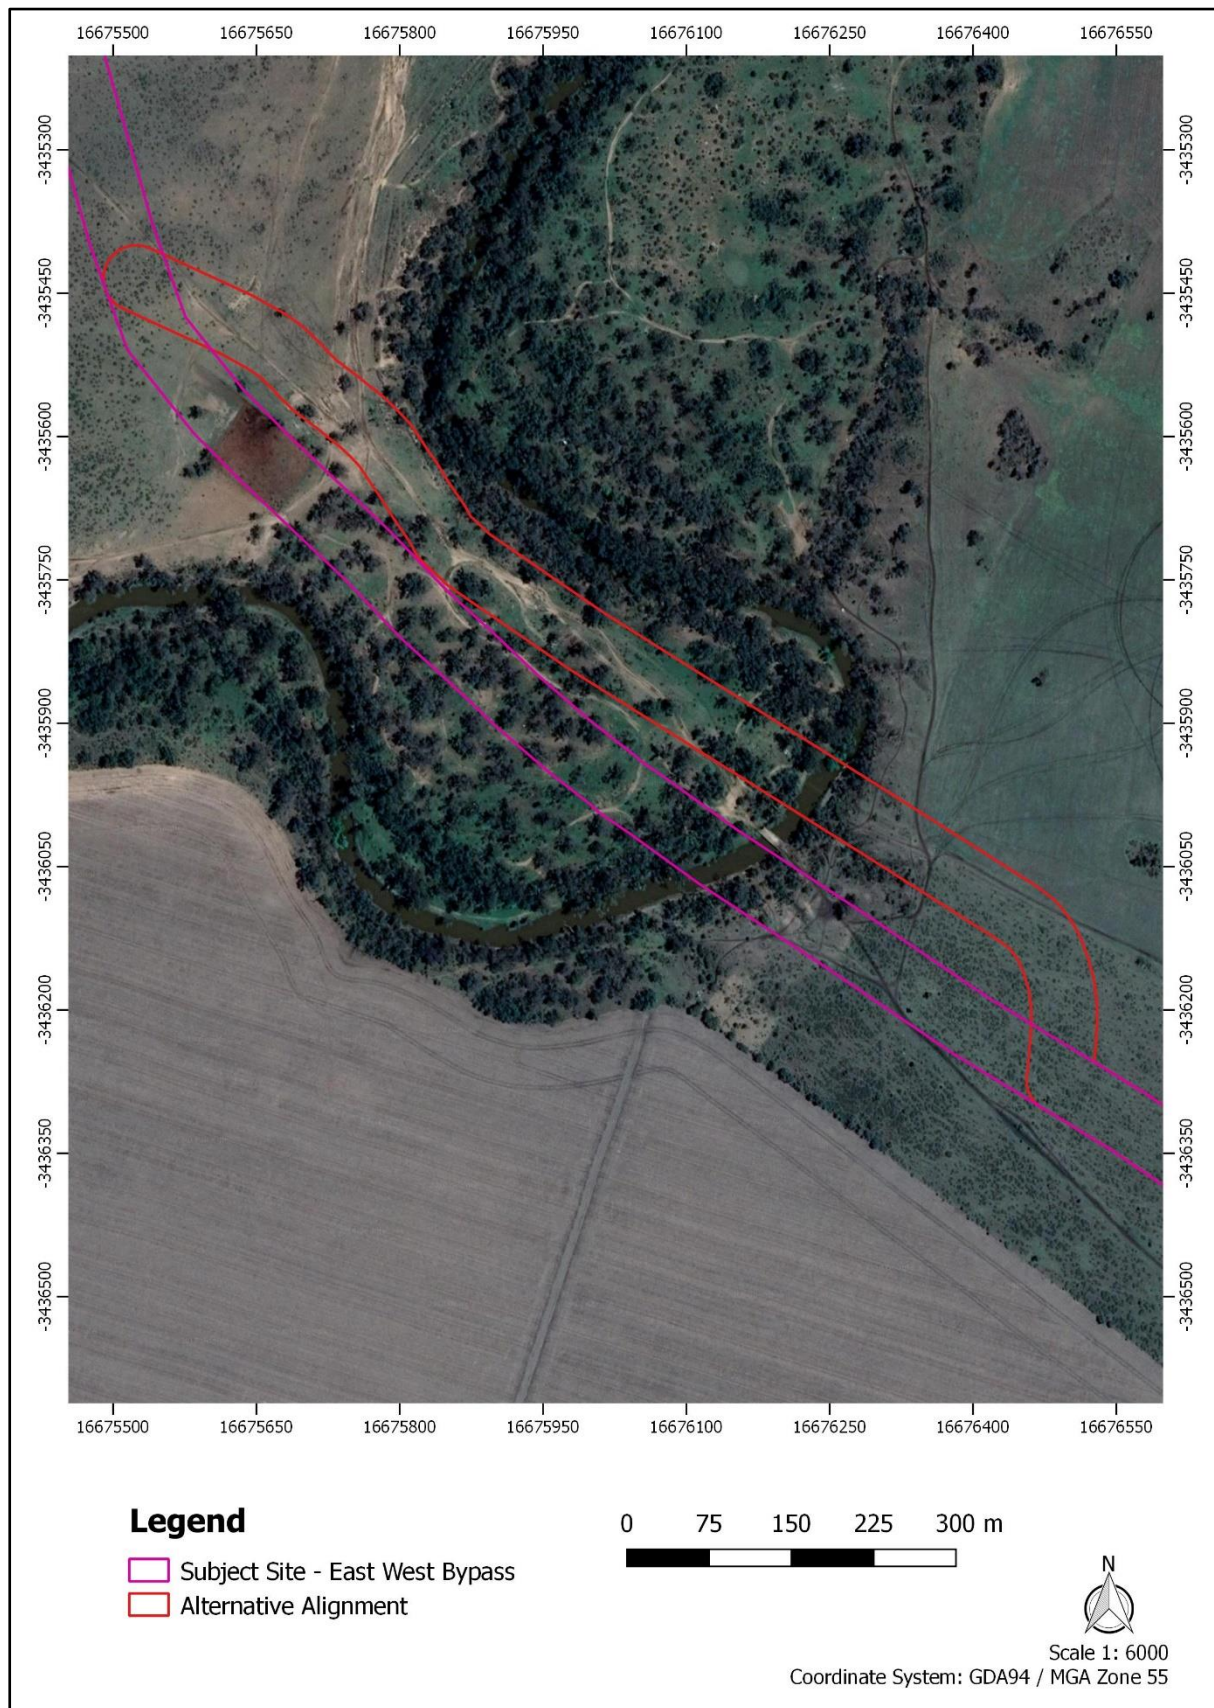 16675500 16675650 16675800 16675950 16676100 16676250 16676400 16676550
-3435300 -3435300
-3435450 -3435450
-3435600 -3435600
-3435750 -3435750
-3435900 -3435900
-3436050 -3436050
-3436200 -3436200
-3436350 -3436350
-3436500 -3436500
16675500 16675650 16675800 16675950 16676100 16676250 16676400 16676550
Legend
Subject Site - East West Bypass
Alternative Alignment
0 75 150 225 300 m
N
Scale 1: 6000
Coordinate System: GDA94 / MGA Zone 55